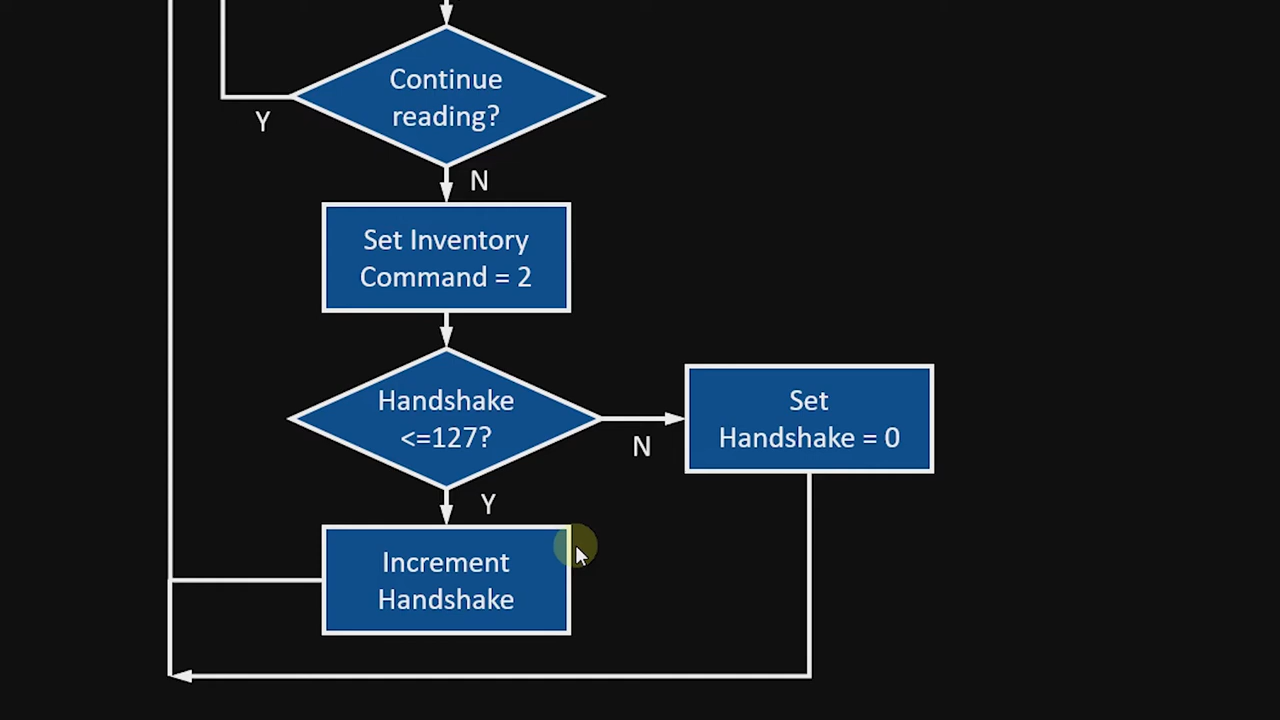 Continue
reading?
Y
N
Set Inventory
Command = 2
Handshake
<=127?
N
Set
Handshake = 0
Y
Increment
Handshake